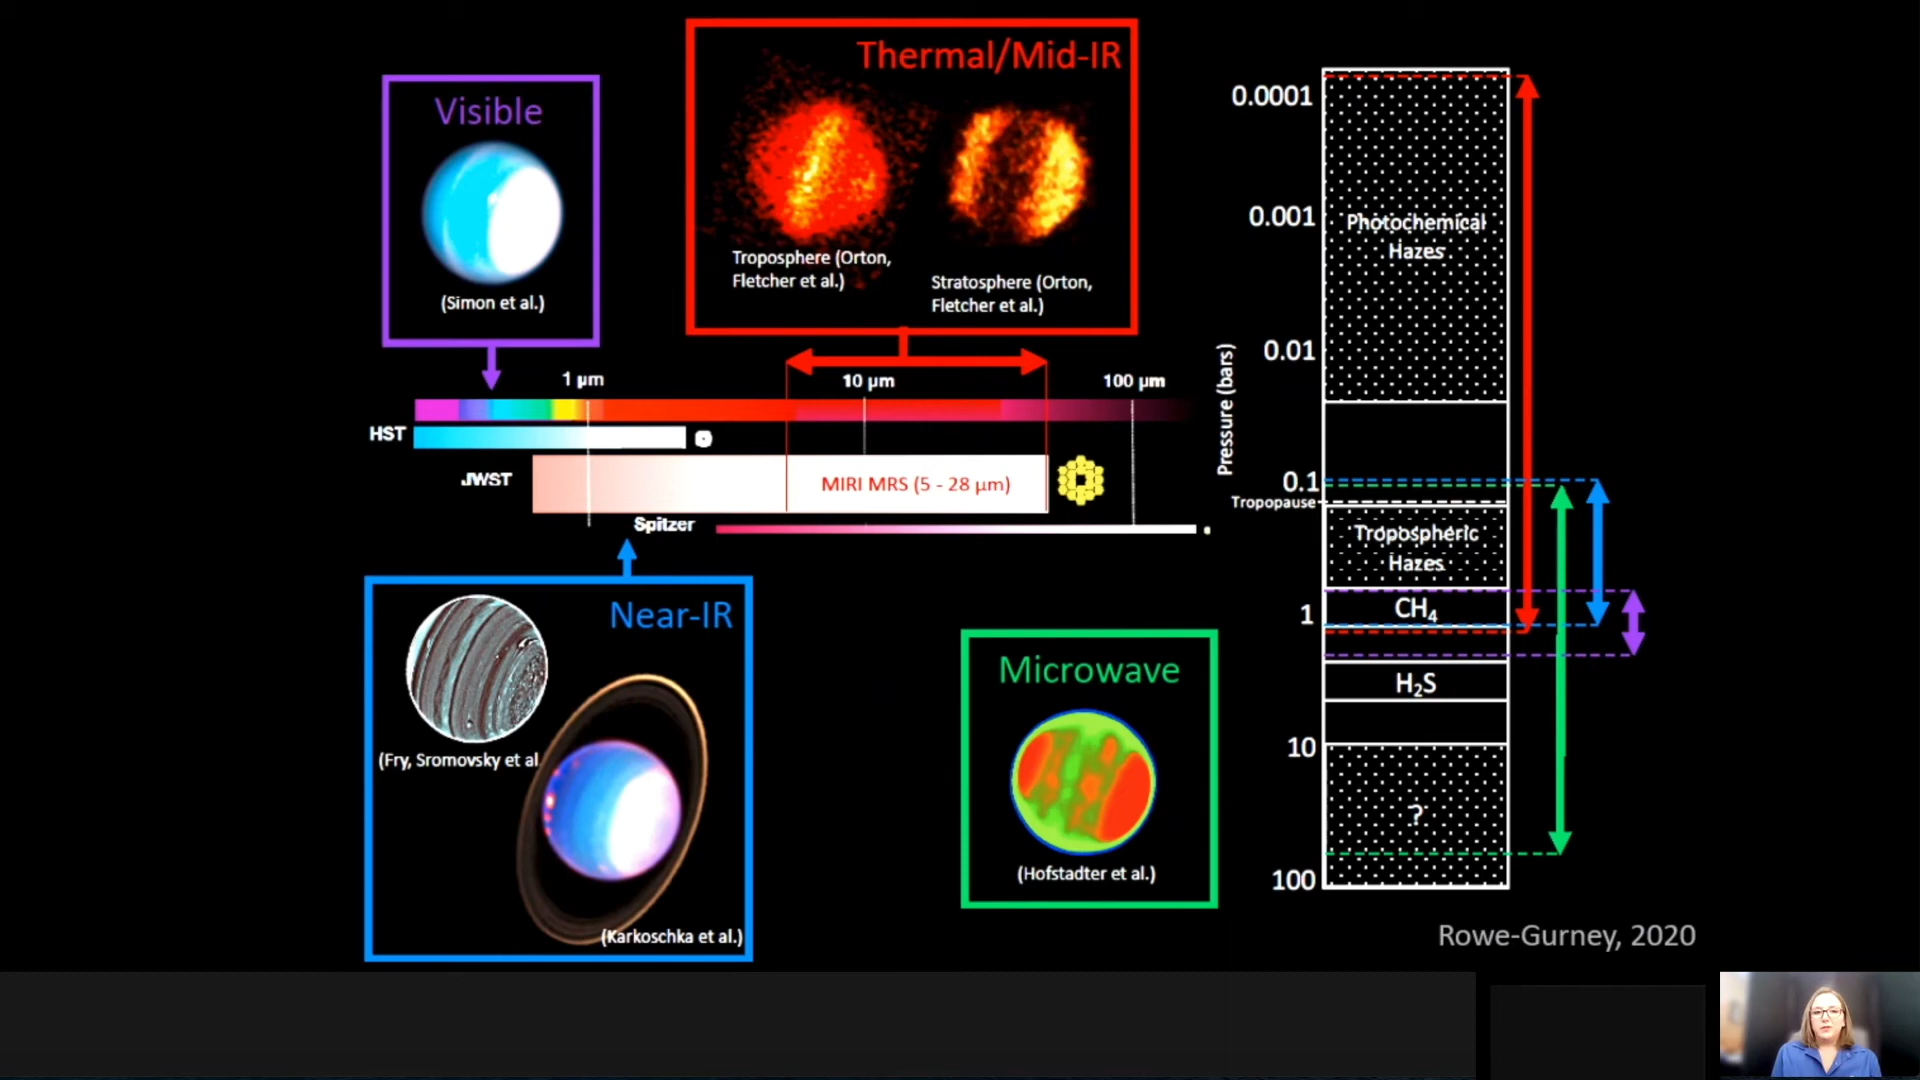 Visible
(Simon et al.)
Thermal/Mid-IR
Troposphere (Orton,
Fletcher et al.)
Stratosphere (Orton,
Fletcher et al.)
1 µm
10 µm
100 µm
HST
JWST
MIRI MRS (5 - 28 µm)
Spitzer
Near-IR
(Fry, Sromovsky et al
(Karkoschka et al.)
Microwave
(Hofstadter et al.)
Pressure (bars)
0.0001
0.001
0.01
0.1
Tropopause
1
10
100
Photochemical
Hazes
Tropospheric
Hazes
CH₄
H₂S
?
Rowe-Gurney, 2020